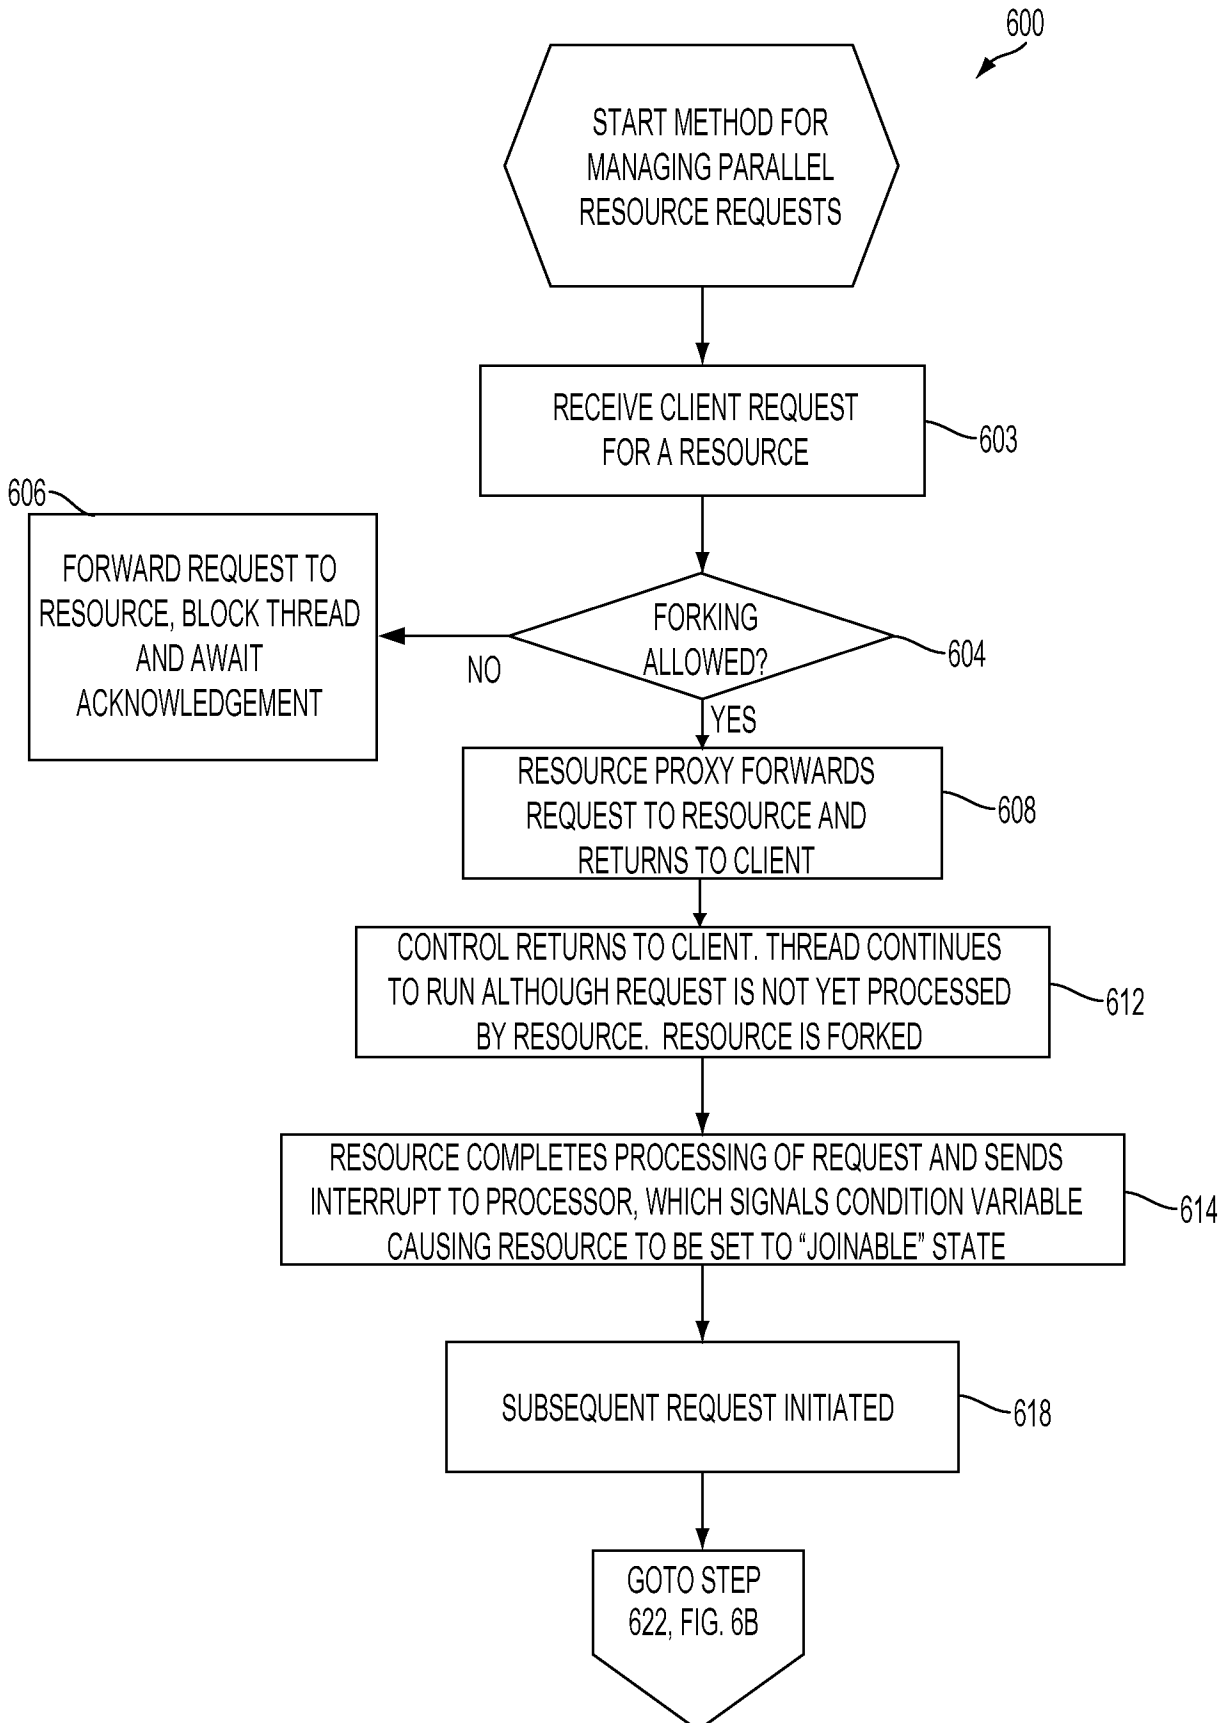 600
START METHOD FOR
MANAGING PARALLEL
RESOURCE REQUESTS
RECEIVE CLIENT REQUEST
FOR A RESOURCE
603
606
FORWARD REQUEST TO
RESOURCE, BLOCK THREAD
AND AWAIT
ACKNOWLEDGEMENT
FORKING
ALLOWED?
604
NO
YES
RESOURCE PROXY FORWARDS
REQUEST TO RESOURCE AND
RETURNS TO CLIENT
608
CONTROL RETURNS TO CLIENT. THREAD CONTINUES
TO RUN ALTHOUGH REQUEST IS NOT YET PROCESSED
BY RESOURCE. RESOURCE IS FORKED
612
RESOURCE COMPLETES PROCESSING OF REQUEST AND SENDS
INTERRUPT TO PROCESSOR, WHICH SIGNALS CONDITION VARIABLE
CAUSING RESOURCE TO BE SET TO “JOINABLE” STATE
614
SUBSEQUENT REQUEST INITIATED
618
GOTO STEP
622, FIG. 6B